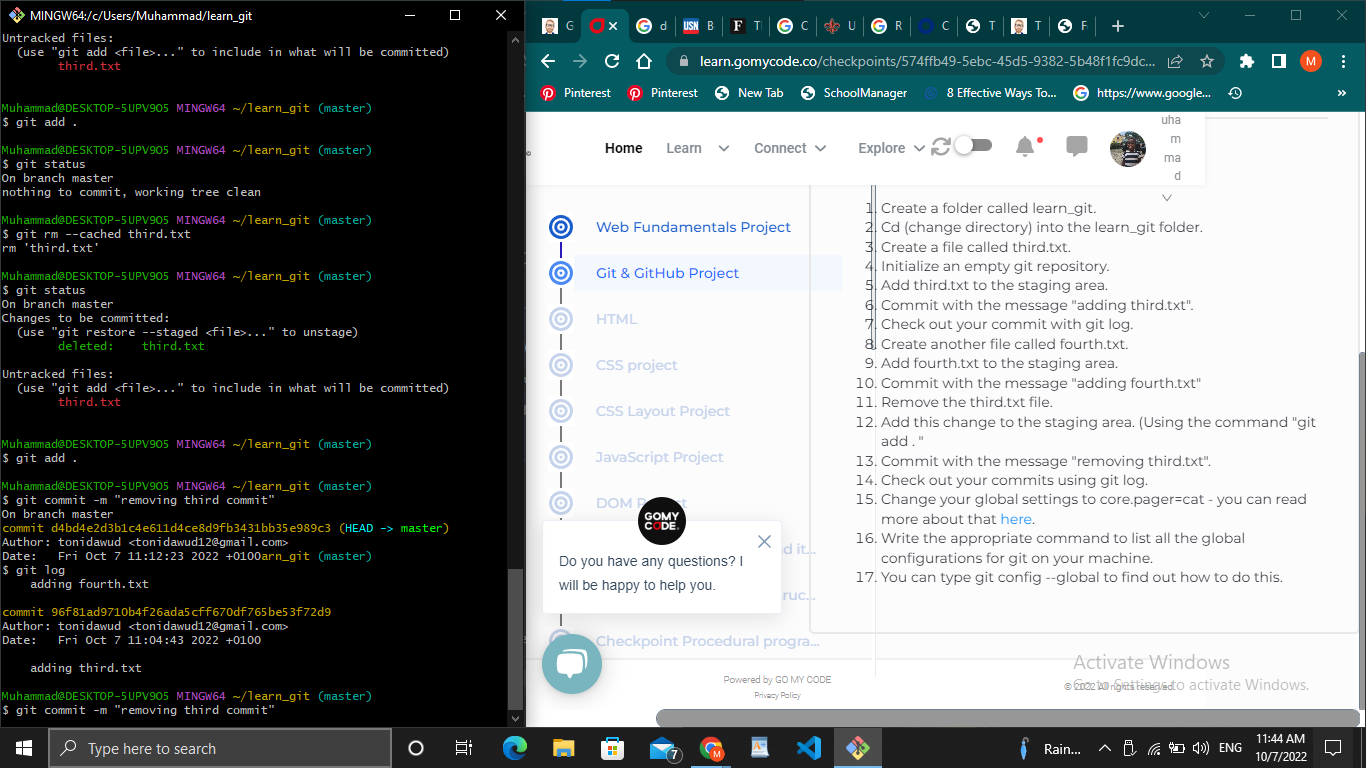 MINGW64:/c/Users/Muhammad/learn_git
Untracked files:
(use "git add <file>..." to include in what will be committed)
third.txt
Muhammad@DESKTOP-5UPV9O5 MINGW64 ~/learn_git (master)
$ git add .
Muhammad@DESKTOP-5UPV9O5 MINGW64 ~/learn_git (master)
$ git status
On branch master
nothing to commit, working tree clean
Muhammad@DESKTOP-5UPV9O5 MINGW64 ~/learn_git (master)
$ git rm --cached third.txt
rm 'third.txt'
Muhammad@DESKTOP-5UPV9O5 MINGW64 ~/learn_git (master)
$ git status
On branch master
Changes to be committed:
(use "git restore --staged <file>..." to unstage)
deleted:    third.txt
Untracked files:
(use "git add <file>..." to include in what will be committed)
third.txt
Muhammad@DESKTOP-5UPV9O5 MINGW64 ~/learn_git (master)
$ git add .
Muhammad@DESKTOP-5UPV9O5 MINGW64 ~/learn_git (master)
$ git commit -m "removing third commit"
On branch master
commit d4bd4e2d3b1c4e611d4ce8d9fb3431bb35e989c3 (HEAD -> master)
Author: tonidawud <tonidawud12@gmail.com>
Date:   Fri Oct 7 11:12:23 2022 +0100arn_git (master)
$ git log
adding fourth.txt
commit 96f81ad9710b4f26ada5cff670df765be53f72d9
Author: tonidawud <tonidawud12@gmail.com>
Date:   Fri Oct 7 11:04:43 2022 +0100
adding third.txt
Muhammad@DESKTOP-5UPV9O5 MINGW64 ~/learn_git (master)
$ git commit -m "removing third commit"
G d USN B F T C U R C T T F
learn.gomycode.co/checkpoints/574ffb49-5ebc-45d5-9382-5b48f1fc9dc...
M
Pinterest Pinterest New Tab SchoolManager 8 Effective Ways To... https://www.google... »
Home Learn Connect Explore
uha
m
ma
d
Web Fundamentals Project
Git & GitHub Project
HTML
CSS project
CSS Layout Project
JavaScript Project
Checkpoint Procedural progra...
GOMY
CODE
Do you have any questions? I
will be happy to help you.
1. Create a folder called learn_git.
2. Cd (change directory) into the learn_git folder.
3. Create a file called third.txt.
4. Initialize an empty git repository.
5. Add third.txt to the staging area.
6. Commit with the message "adding third.txt".
7. Check out your commit with git log.
8. Create another file called fourth.txt.
9. Add fourth.txt to the staging area.
10. Commit with the message "adding fourth.txt"
11. Remove the third.txt file.
12. Add this change to the staging area. (Using the command "git
add . "
13. Commit with the message "removing third.txt".
14. Check out your commits using git log.
15. Change your global settings to core.pager=cat - you can read
more about that here.
16. Write the appropriate command to list all the global
configurations for git on your machine.
17. You can type git config --global to find out how to do this.
Powered by GO MY CODE
Privacy Policy
© 2022 All rights reserved.
Activate Windows
Go to Settings to activate Windows.
Type here to search
7
M
Rain...
ENG
11:44 AM
10/7/2022